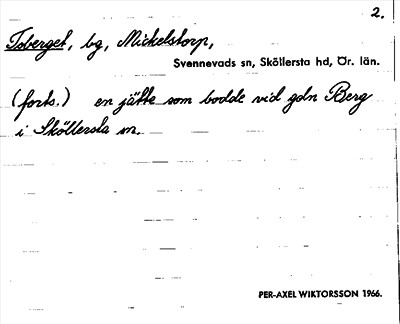 2.
Toberget, bg, Mickelstorp,
Svennevads sn, Sköllersta hd, Ör. län.
(forts.) en jätte som bodde vid gdn Berg
i Sköllersta sn.
PER-AXEL WIKTORSSON 1966.